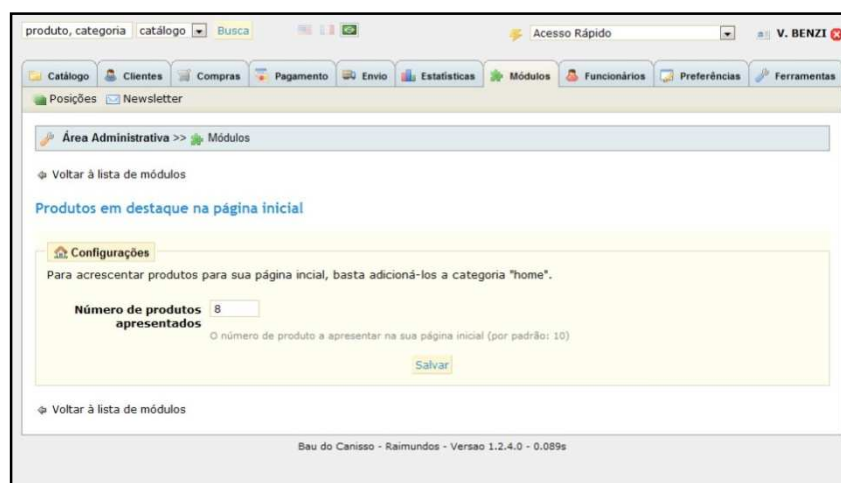 produto, categoria catálogo Busca Acesso Rápido V. BENZI
Catálogo Clientes Compras Pagamento Envio Estatísticas Módulos Funcionários Preferências Ferramentas
Posições Newsletter
Área Administrativa >> Módulos
Voltar à lista de módulos
Produtos em destaque na página inicial
Configurações
Para acrescentar produtos para sua página incial, basta adicioná-los a categoria "home".
Número de produtos apresentados 8
O número de produto a apresentar na sua página inicial (por padrão: 10)
Salvar
Voltar à lista de módulos
Bau do Canisso - Raimundos - Versao 1.2.4.0 - 0.089s